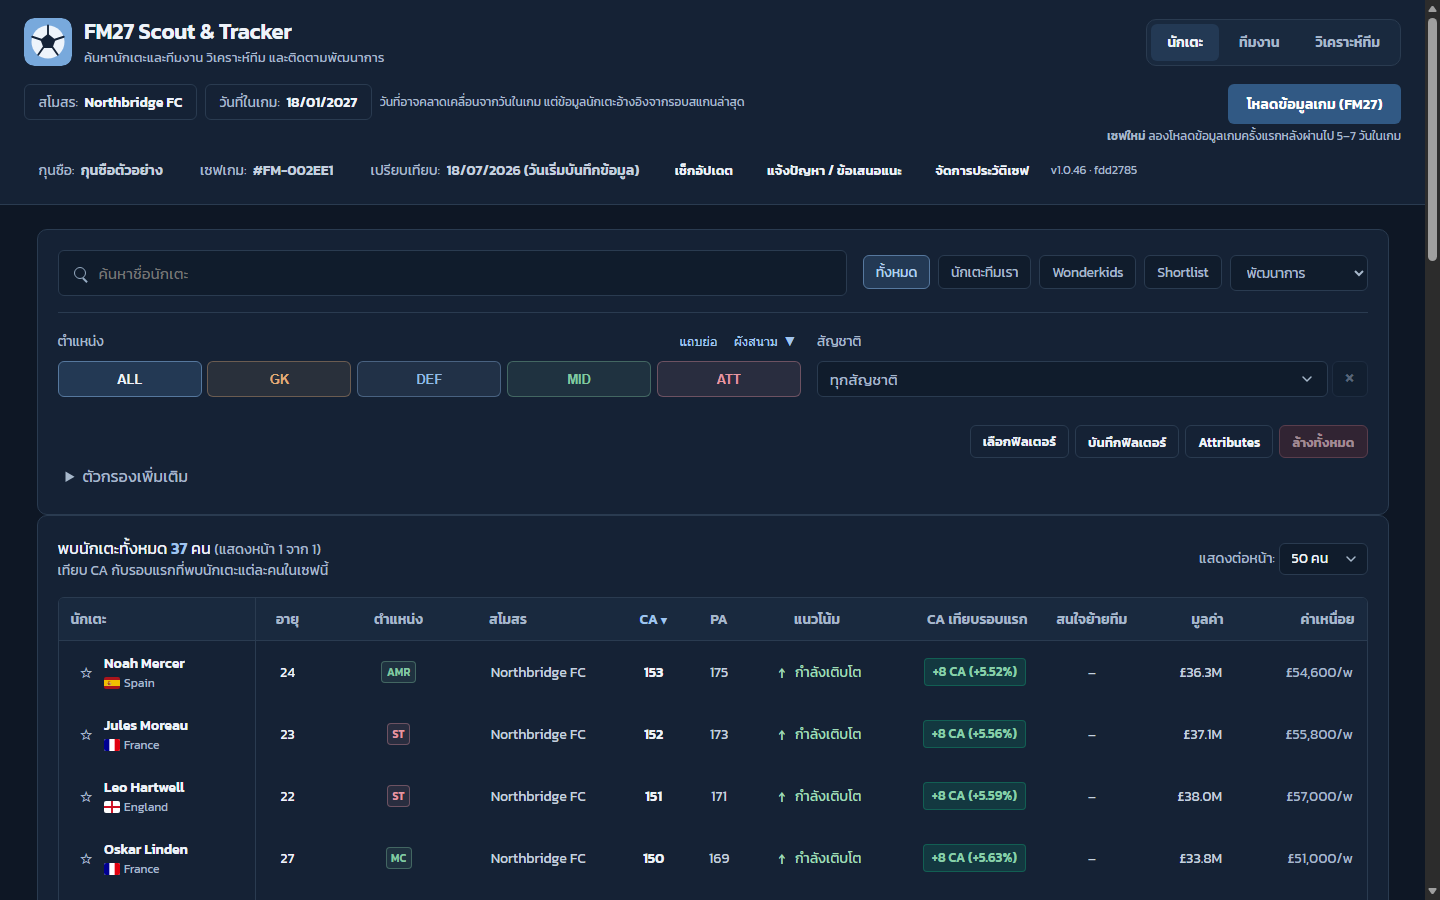 FM27 Scout & Tracker
ค้นหานักเตะและทีมงาน วิเคราะห์ทีม และติดตามพัฒนาการ
นักเตะ ทีมงาน วิเคราะห์ทีม
สโมสร: Northbridge FC วันที่ในเกม: 18/01/2027 วันที่อาจคลาดเคลื่อนจากวันในเกม แต่ข้อมูลนักเตะอ้างอิงจากรอบสแกนล่าสุด
โหลดข้อมูลเกม (FM27)
เซฟใหม่ ลองโหลดข้อมูลเกมครั้งแรกหลังผ่านไป 5–7 วันในเกม
กุนซือ: กุนซือตัวอย่าง เซฟเกม: #FM-002EE1 เปรียบเทียบ: 18/07/2026 (วันเริ่มบันทึกข้อมูล) เช็กอัปเดต แจ้งปัญหา / ข้อเสนอแนะ จัดการประวัติเซฟ v1.0.46 · fdd2785
ค้นหาชื่อนักเตะ ทั้งหมด นักเตะทีมเรา Wonderkids Shortlist พัฒนาการ
ตำแหน่ง แถบย่อ ผังสนาม ▼ สัญชาติ
ALL GK DEF MID ATT ทุกสัญชาติ ×
เลือกฟิลเตอร์ บันทึกฟิลเตอร์ Attributes ล้างทั้งหมด
▶ ตัวกรองเพิ่มเติม
พบนักเตะทั้งหมด 37 คน (แสดงหน้า 1 จาก 1)
เทียบ CA กับรอบแรกที่พบนักเตะแต่ละคนในเซฟนี้
แสดงต่อหน้า: 50 คน
นักเตะ อายุ ตำแหน่ง สโมสร CA ▼ PA แนวโน้ม CA เทียบรอบแรก สนใจย้ายทีม มูลค่า ค่าเหนื่อย
☆ Noah Mercer 24 AMR Northbridge FC 153 175 ↑ กำลังเติบโต +8 CA (+5.52%) – £36.3M £54,600/w
Spain
☆ Jules Moreau 23 ST Northbridge FC 152 173 ↑ กำลังเติบโต +8 CA (+5.56%) – £37.1M £55,800/w
France
☆ Leo Hartwell 22 ST Northbridge FC 151 171 ↑ กำลังเติบโต +8 CA (+5.59%) – £38.0M £57,000/w
England
☆ Oskar Linden 27 MC Northbridge FC 150 169 ↑ กำลังเติบโต +8 CA (+5.63%) – £33.8M £51,000/w
France